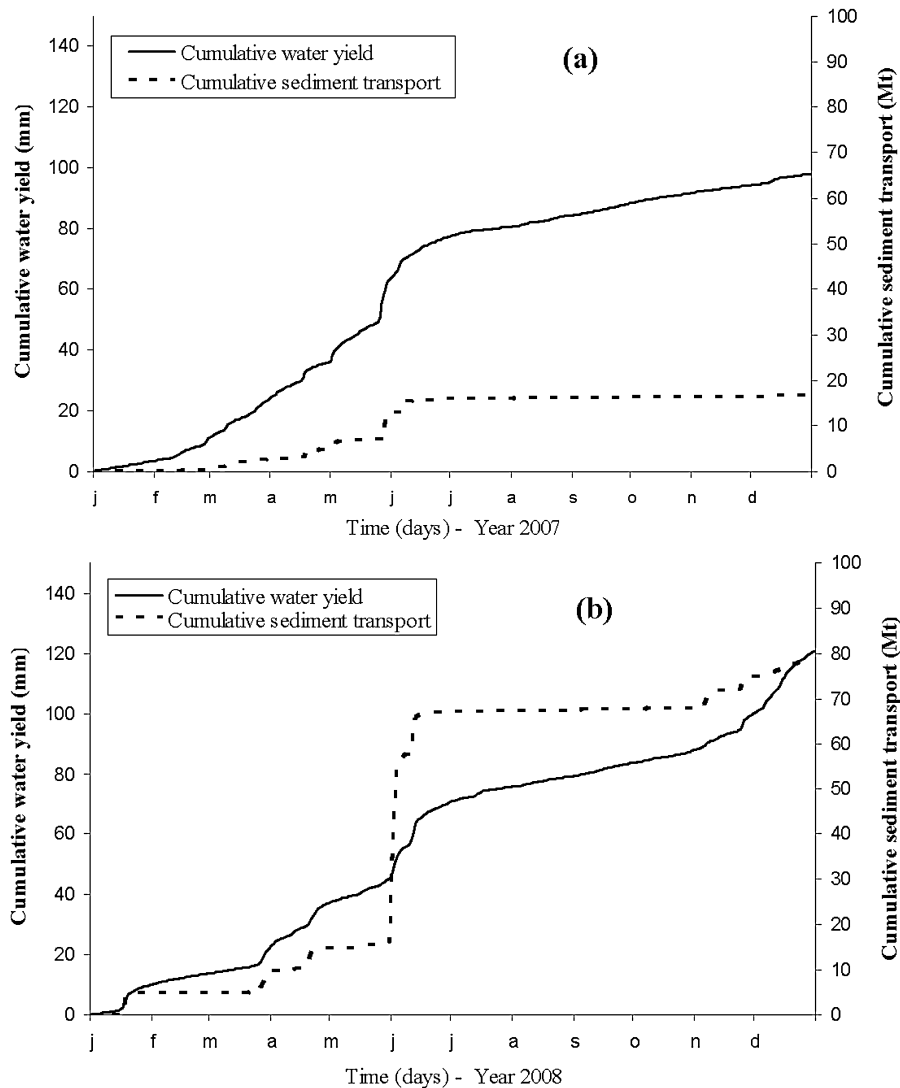 (a)
Cumulative water yield
Cumulative sediment transport
Cumulative water yield (mm)
140
120
100
80
60
40
20
0
100
90
80
70
60
50
40
30
20
10
0
Cumulative sediment transport (Mt)
j f m a m j j a s o n d
Time (days) - Year 2007
(b)
Cumulative water yield
Cumulative sediment transport
Cumulative water yield (mm)
140
120
100
80
60
40
20
0
100
90
80
70
60
50
40
30
20
10
0
Cumulative sediment transport (Mt)
j f m a m j j a s o n d
Time (days) - Year 2008